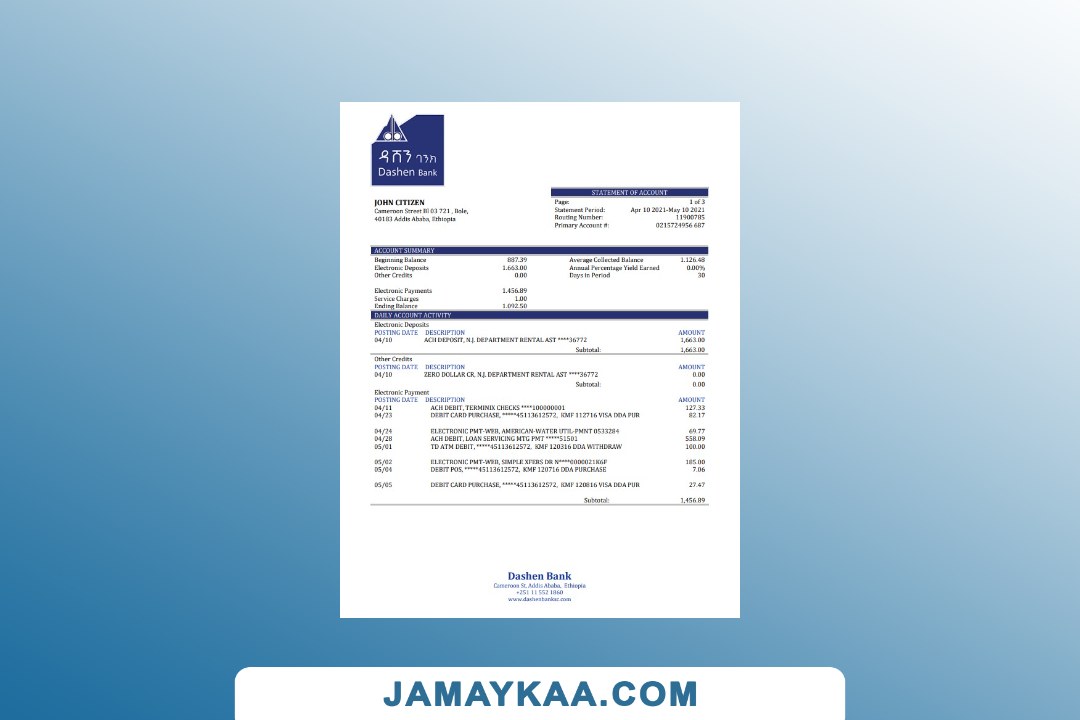 ዳሸን ባንክ
Dashen Bank
STATEMENT OF ACCOUNT
JOHN CITIZEN
Cameroon Street Bl 03 721 , Bole,
40183 Addis Ababa, Ethiopia
Page: 1 of 3
Statement Period: Apr 10 2021-May 10 2021
Routing Number: 11900785
Primary Account #: 0215724956 687
ACCOUNT SUMMARY
Beginning Balance 887.39 Average Collected Balance 1.126.48
Electronic Deposits 1.663.00 Annual Percentage Yield Earned 0.00%
Other Credits 0.00 Days in Period 30
Electronic Payments 1.456.89
Service Charges 1.00
Ending Balance 1.092.50
DAILY ACCOUNT ACTIVITY
Electronic Deposits
POSTING DATE DESCRIPTION AMOUNT
04/10 ACH DEPOSIT, N.J. DEPARTMENT RENTAL AST ****36772 1,663.00
Subtotal: 1,663.00
Other Credits
POSTING DATE DESCRIPTION AMOUNT
04/10 ZERO DOLLAR CR, N.J. DEPARTMENT RENTAL AST ****36772 0.00
Subtotal: 0.00
Electronic Payment
POSTING DATE DESCRIPTION AMOUNT
04/11 ACH DEBIT, TERMINIX CHECKS ****100000001 127.33
04/23 DEBIT CARD PURCHASE, *****45113612572, KMF 112716 VISA DDA PUR 82.17
04/24 ELECTRONIC PMT-WEB, AMERICAN-WATER UTIL-PMNT 0533284 69.77
04/28 ACH DEBIT, LOAN SERVICING MTG PMT *****51501 558.09
05/01 TD ATM DEBIT, *****45113612572, KMF 120316 DDA WITHDRAW 100.00
05/02 ELECTRONIC PMT-WEB, SIMPLE XFERS DR N****000002186F 185.00
05/04 DEBIT POS, *****45113612572, KMF 120716 DDA PURCHASE 7.06
05/05 DEBIT CARD PURCHASE, *****45113612572, KMF 120816 VISA DDA PUR 27.47
Subtotal: 1,456.89
Dashen Bank
Cameroon St, Addis Ababa, Ethiopia
+251 11 552 1860
www.dashenbanksc.com
JAMAYKAA.COM